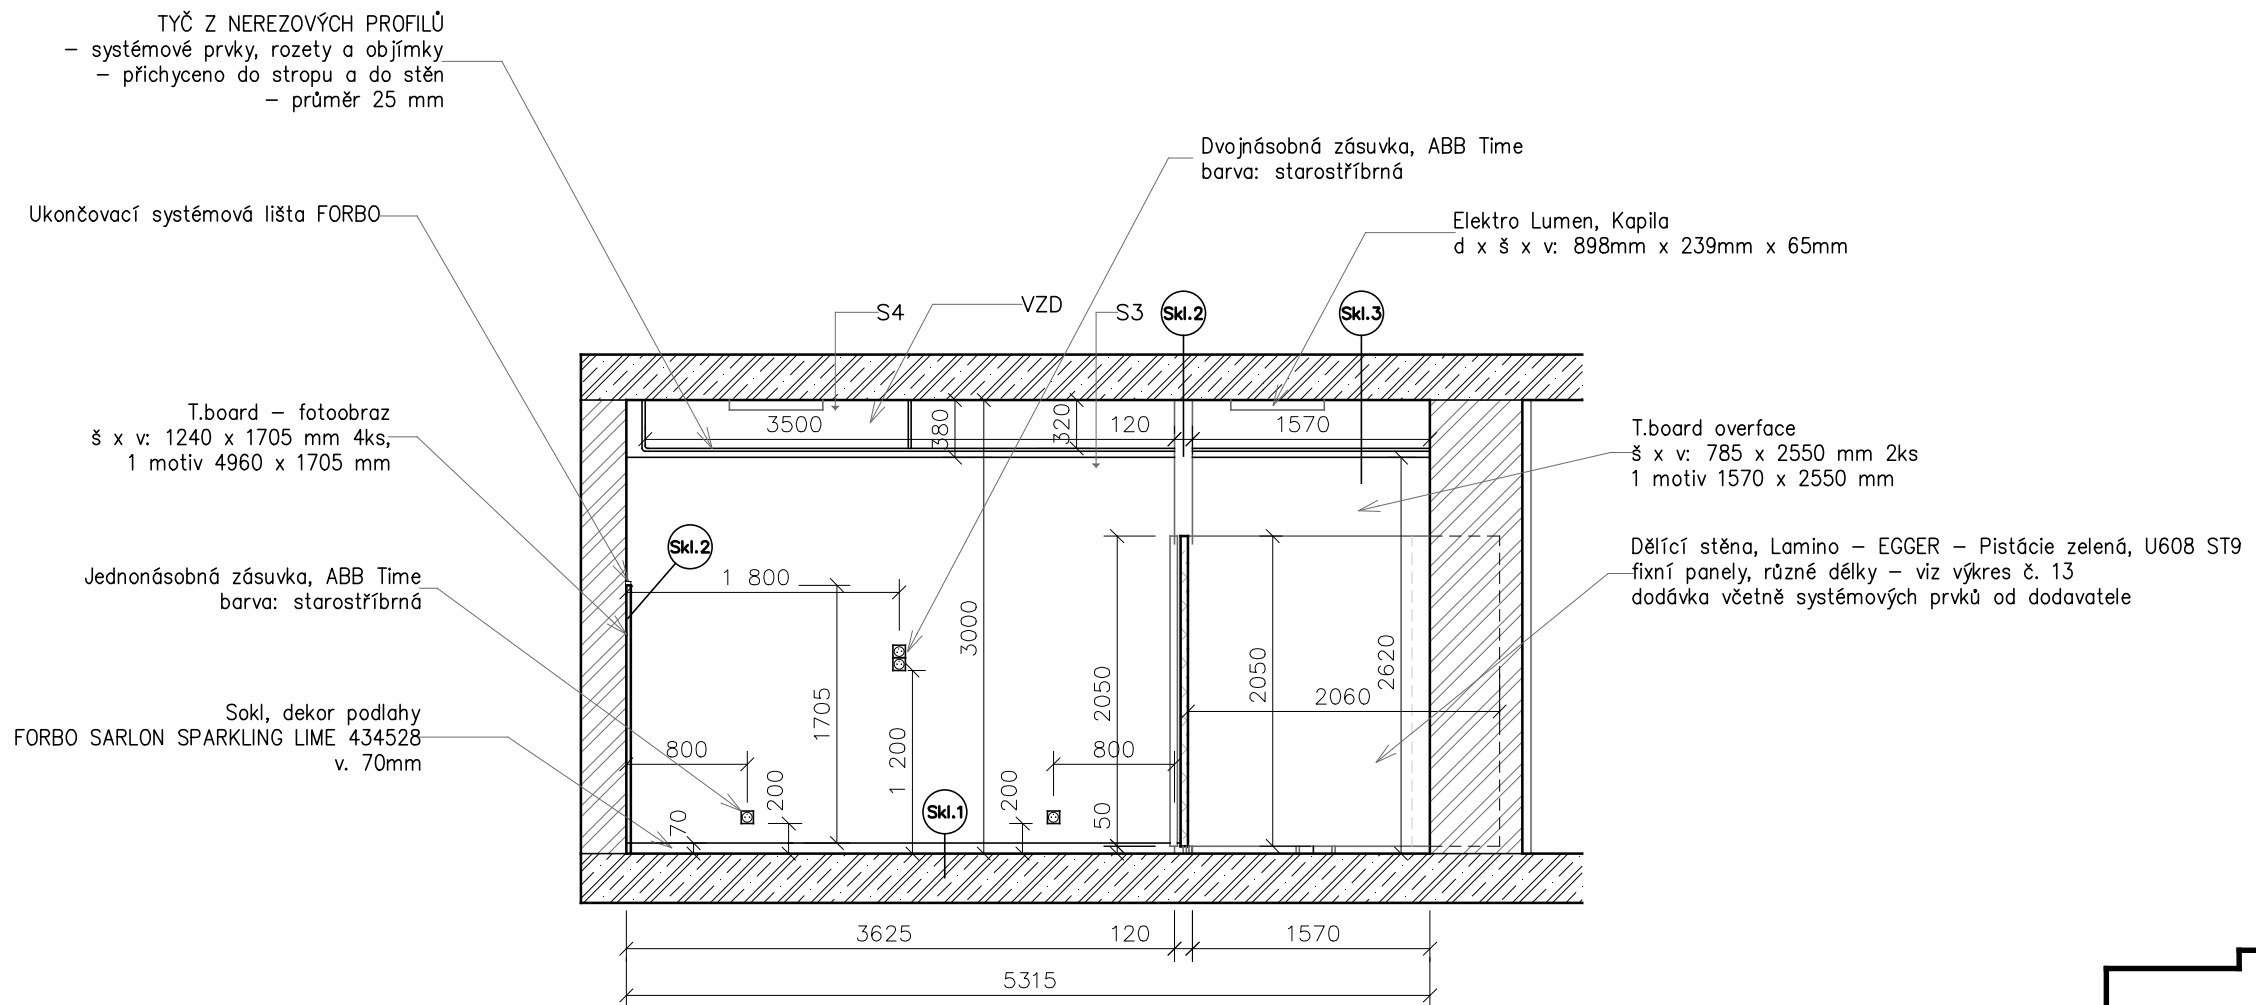 TYČ Z NEREZOVÝCH PROFILŮ
– systémové prvky, rozety a objímky
– přichyceno do stropu a do stěn
– průměr 25 mm
Dvojnásobná zásuvka, ABB Time
barva: starostříbrná
Ukončovací systémová lišta FORBO
Elektro Lumen, Kapila
d x š x v: 898mm x 239mm x 65mm
S4
VZD
S3
Skl.2
Skl.3
3500
380
320
120
1570
T.board – fotoobraz
š x v: 1240 x 1705 mm 4ks,
1 motiv 4960 x 1705 mm
T.board overface
š x v: 785 x 2550 mm 2ks
1 motiv 1570 x 2550 mm
Skl.2
Dělící stěna, Lamino – EGGER – Pistácie zelená, U608 ST9
fixní panely, různé délky – viz výkres č. 13
dodávka včetně systémových prvků od dodavatele
Jednonásobná zásuvka, ABB Time
barva: starostříbrná
1 800
3000
1705
2050
2050
2620
2060
Sokl, dekor podlahy
FORBO SARLON SPARKLING LIME 434528
v. 70mm
800
800
1 200
200
200
70
50
Skl.1
3625
120
1570
5315